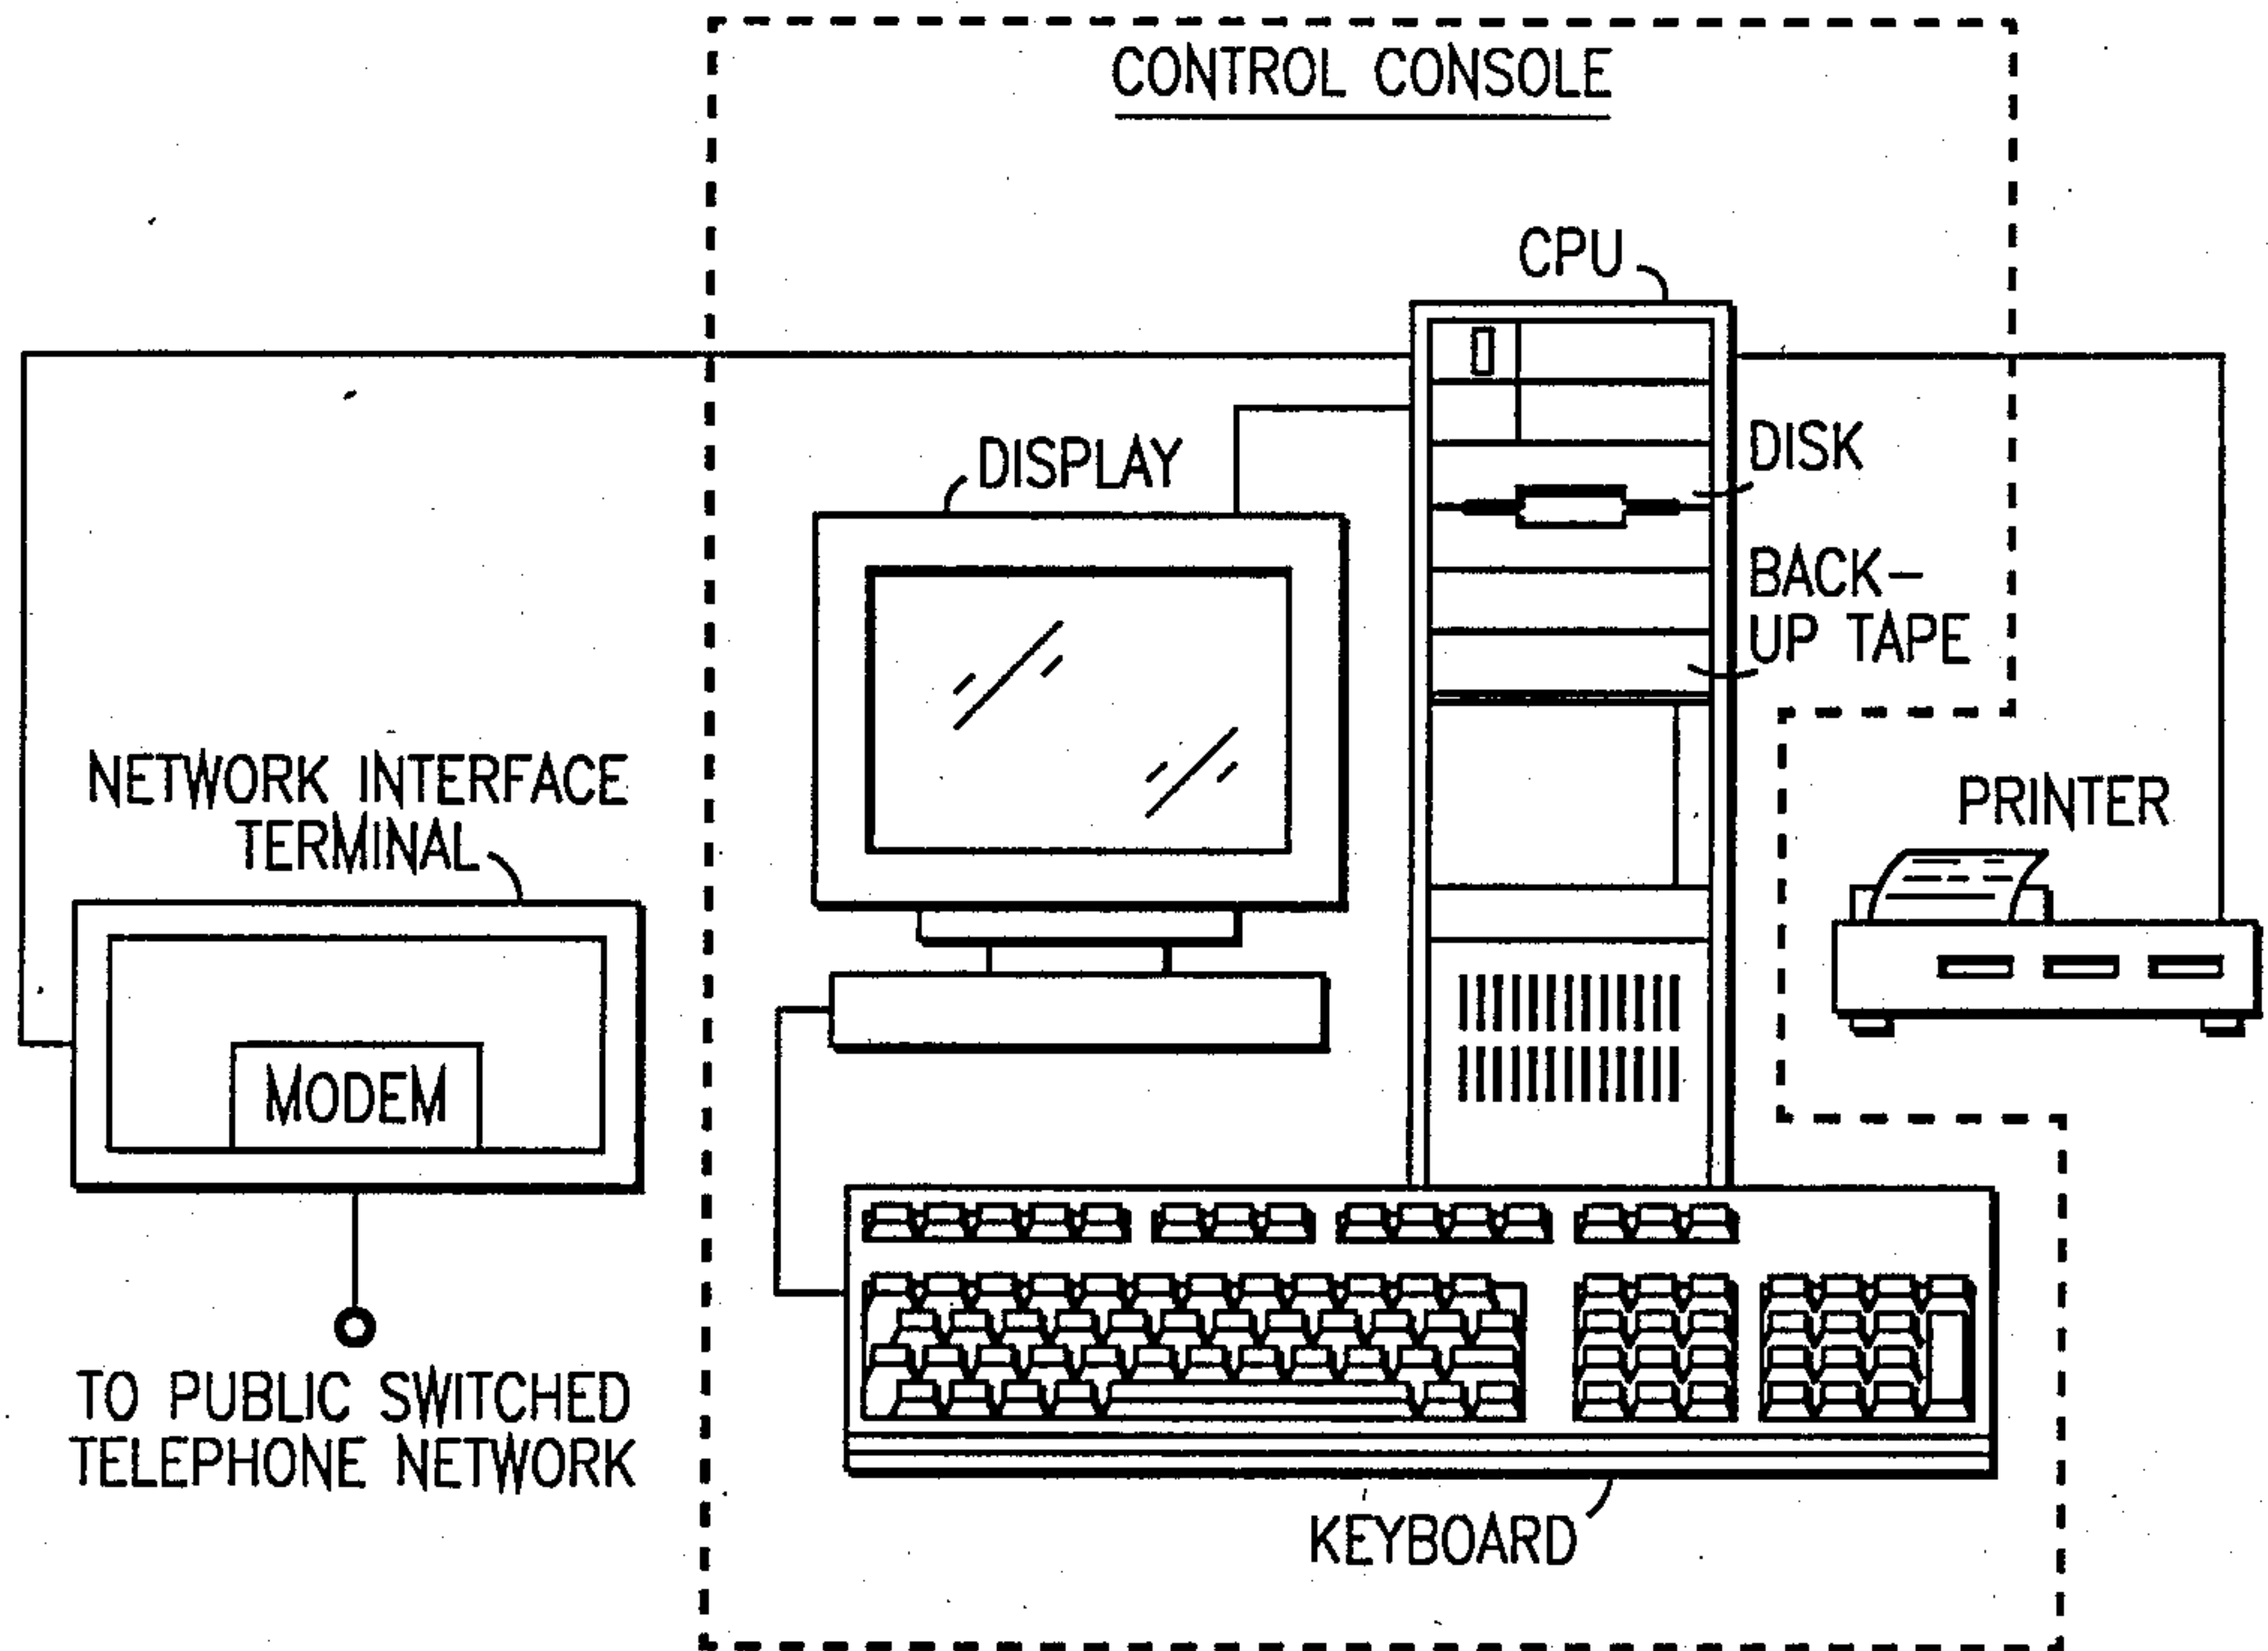 CONTROL CONSOLE
CPU
DISPLAY
DISK
BACK-
UP TAPE
NETWORK INTERFACE
TERMINAL
PRINTER
MODEM
TO PUBLIC SWITCHED
TELEPHONE NETWORK
KEYBOARD